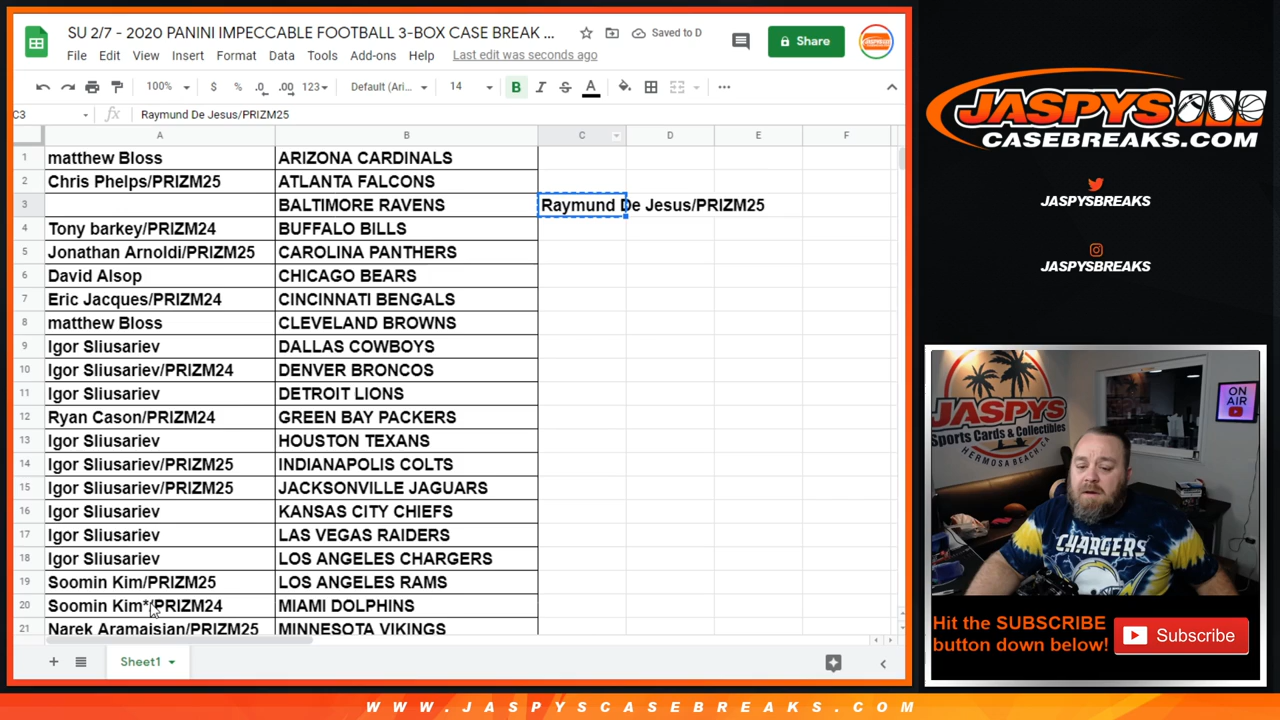 SU 2/7 - 2020 PANINI IMPECCABLE FOOTBALL 3-BOX CASE BREAK ...
Saved to D
Share
File Edit View Insert Format Data Tools Add-ons Help Last edit was seconds ago
100% $ % .0 .00 123 Default (Ari... 14 B I S A
C3 fx Raymund De Jesus/PRIZM25
A B C D E F
1 matthew Bloss ARIZONA CARDINALS
2 Chris Phelps/PRIZM25 ATLANTA FALCONS
3 BALTIMORE RAVENS Raymund De Jesus/PRIZM25
4 Tony barkey/PRIZM24 BUFFALO BILLS
5 Jonathan Arnoldi/PRIZM25 CAROLINA PANTHERS
6 David Alsop CHICAGO BEARS
7 Eric Jacques/PRIZM24 CINCINNATI BENGALS
8 matthew Bloss CLEVELAND BROWNS
9 Igor Sliusariev DALLAS COWBOYS
10 Igor Sliusariev/PRIZM24 DENVER BRONCOS
11 Igor Sliusariev DETROIT LIONS
12 Ryan Cason/PRIZM24 GREEN BAY PACKERS
13 Igor Sliusariev HOUSTON TEXANS
14 Igor Sliusariev/PRIZM25 INDIANAPOLIS COLTS
15 Igor Sliusariev/PRIZM25 JACKSONVILLE JAGUARS
16 Igor Sliusariev KANSAS CITY CHIEFS
17 Igor Sliusariev LAS VEGAS RAIDERS
18 Igor Sliusariev LOS ANGELES CHARGERS
19 Soomin Kim/PRIZM25 LOS ANGELES RAMS
20 Soomin Kim*/PRIZM24 MIAMI DOLPHINS
21 Narek Aramaisian/PRIZM25 MINNESOTA VIKINGS
Sheet1
JASPYS
CASEBREAKS.COM
JASPYSBREAKS
JASPYSBREAKS
JASPYS
Sports Cards & Collectibles
HERMOSA BEACH, CA
ON
AIR
CHARGERS
Hit the SUBSCRIBE
button down below!
Subscribe
WWW.JASPYSCASEBREAKS.COM